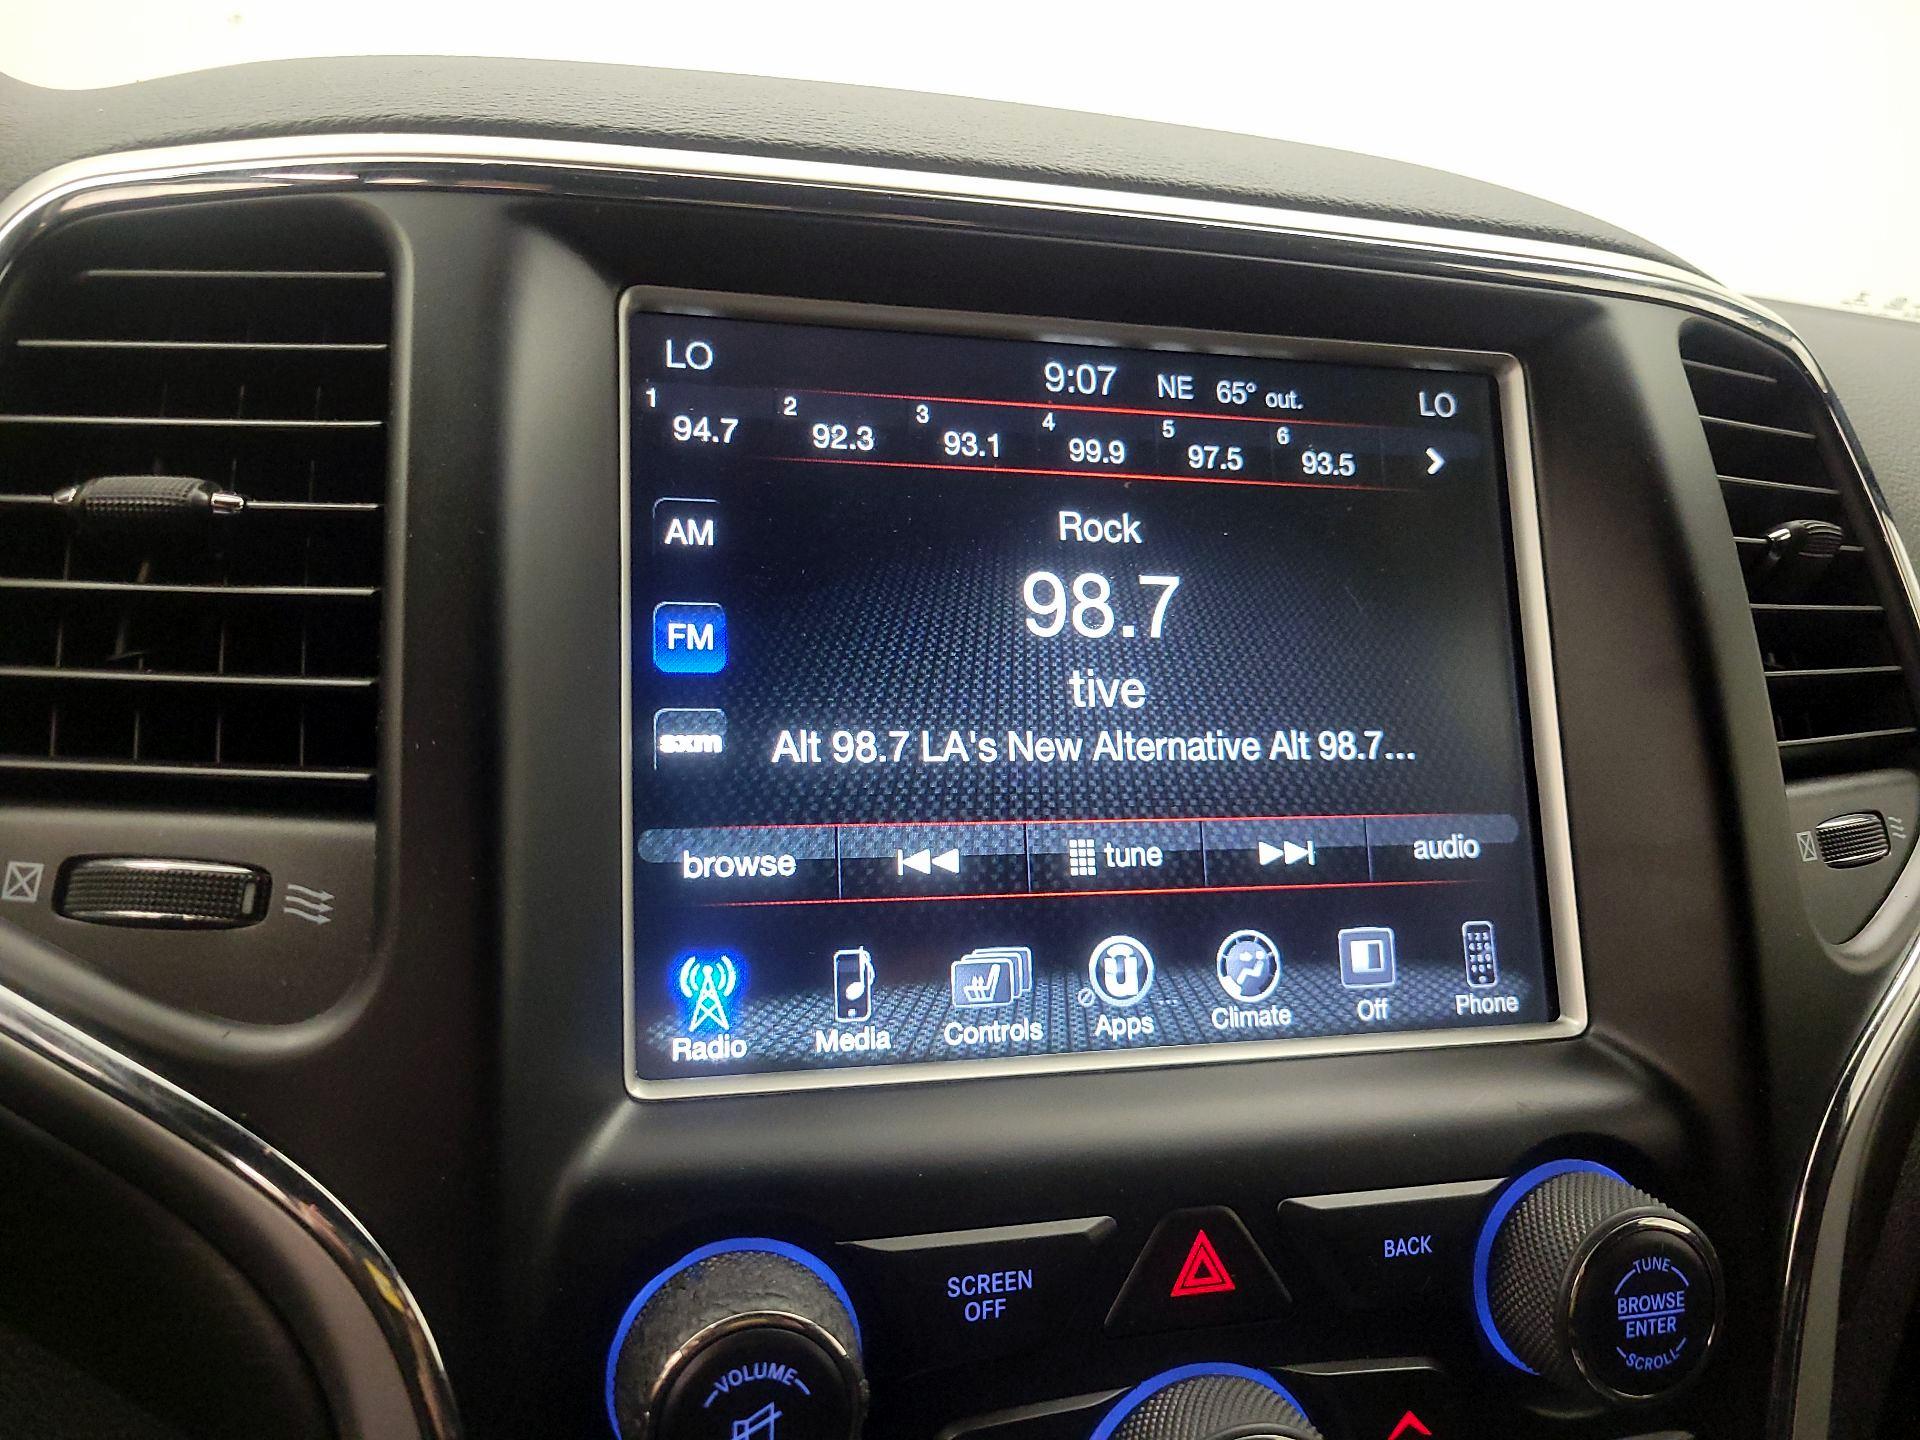 LO 9:07 NE 65° out. LO
1 94.7 2 92.3 3 93.1 4 99.9 5 97.5 6 93.5
AM
Rock
FM
98.7
tive
sxm
Alt 98.7 LA's New Alternative Alt 98.7...
browse tune audio
Radio Media Controls Apps Climate Off Phone
SCREEN
OFF
BACK
TUNE
BROWSE
ENTER
SCROLL
VOLUME